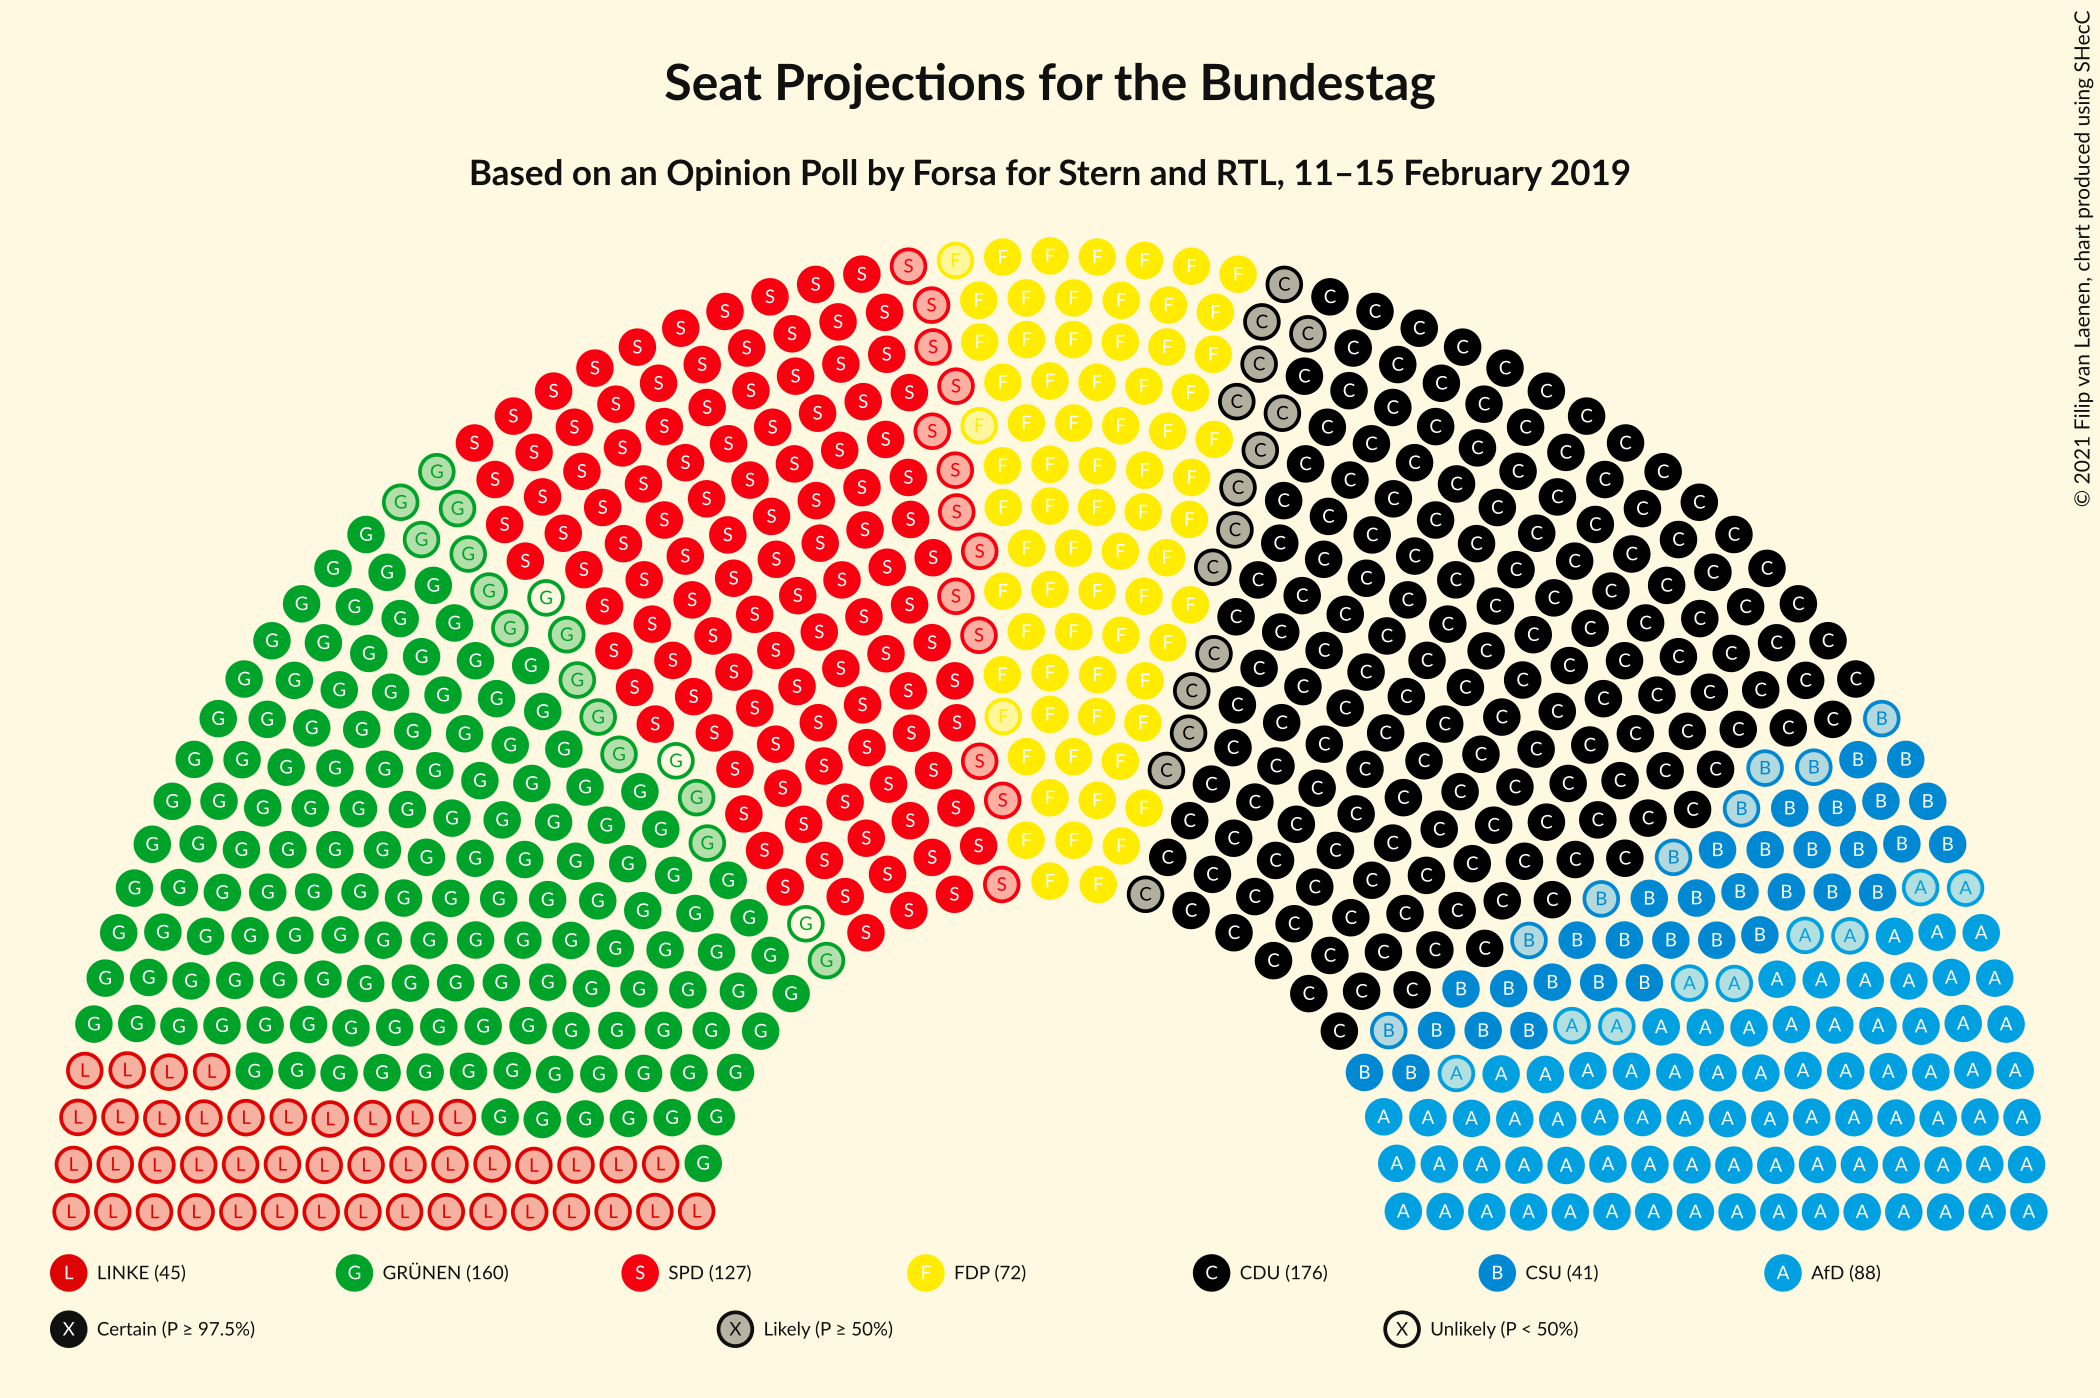 Seat Projections for the Bundestag
Based on an Opinion Poll by Forsa for Stern and RTL, 11–15 February 2019
© 2021 Filip van Laenen, chart produced using SHecC
L LINKE (45) G GRÜNEN (160) S SPD (127) F FDP (72) C CDU (176) B CSU (41) A AfD (88)
X Certain (P ≥ 97.5%) X Likely (P ≥ 50%) X Unlikely (P < 50%)